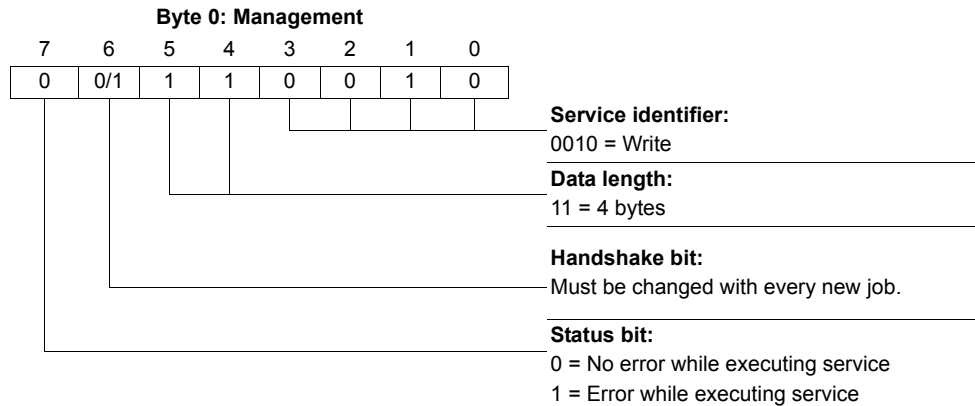 Byte 0: Management
7 6 5 4 3 2 1 0
0 0/1 1 1 0 0 1 0
Service identifier:
0010 = Write
Data length:
11 = 4 bytes
Handshake bit:
Must be changed with every new job.
Status bit:
0 = No error while executing service
1 = Error while executing service